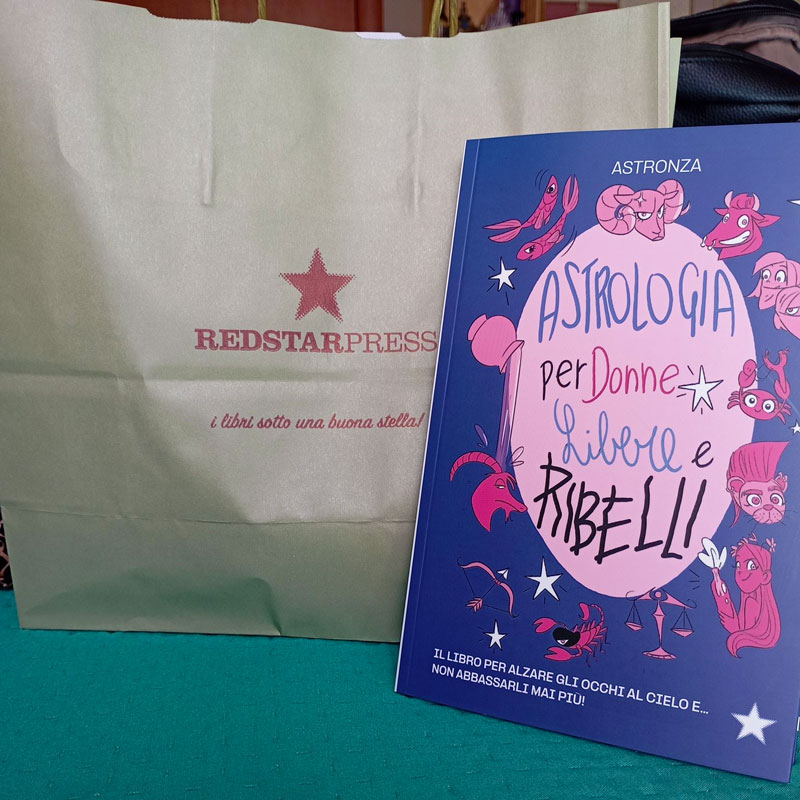 REDSTARPRESS
i libri sotto una buona stella!
ASTRONZA
ASTROLOGIA
per Donne
Libere e
RIBELLI
IL LIBRO PER ALZARE GLI OCCHI AL CIELO E...
NON ABBASSARLI MAI PIÙ!